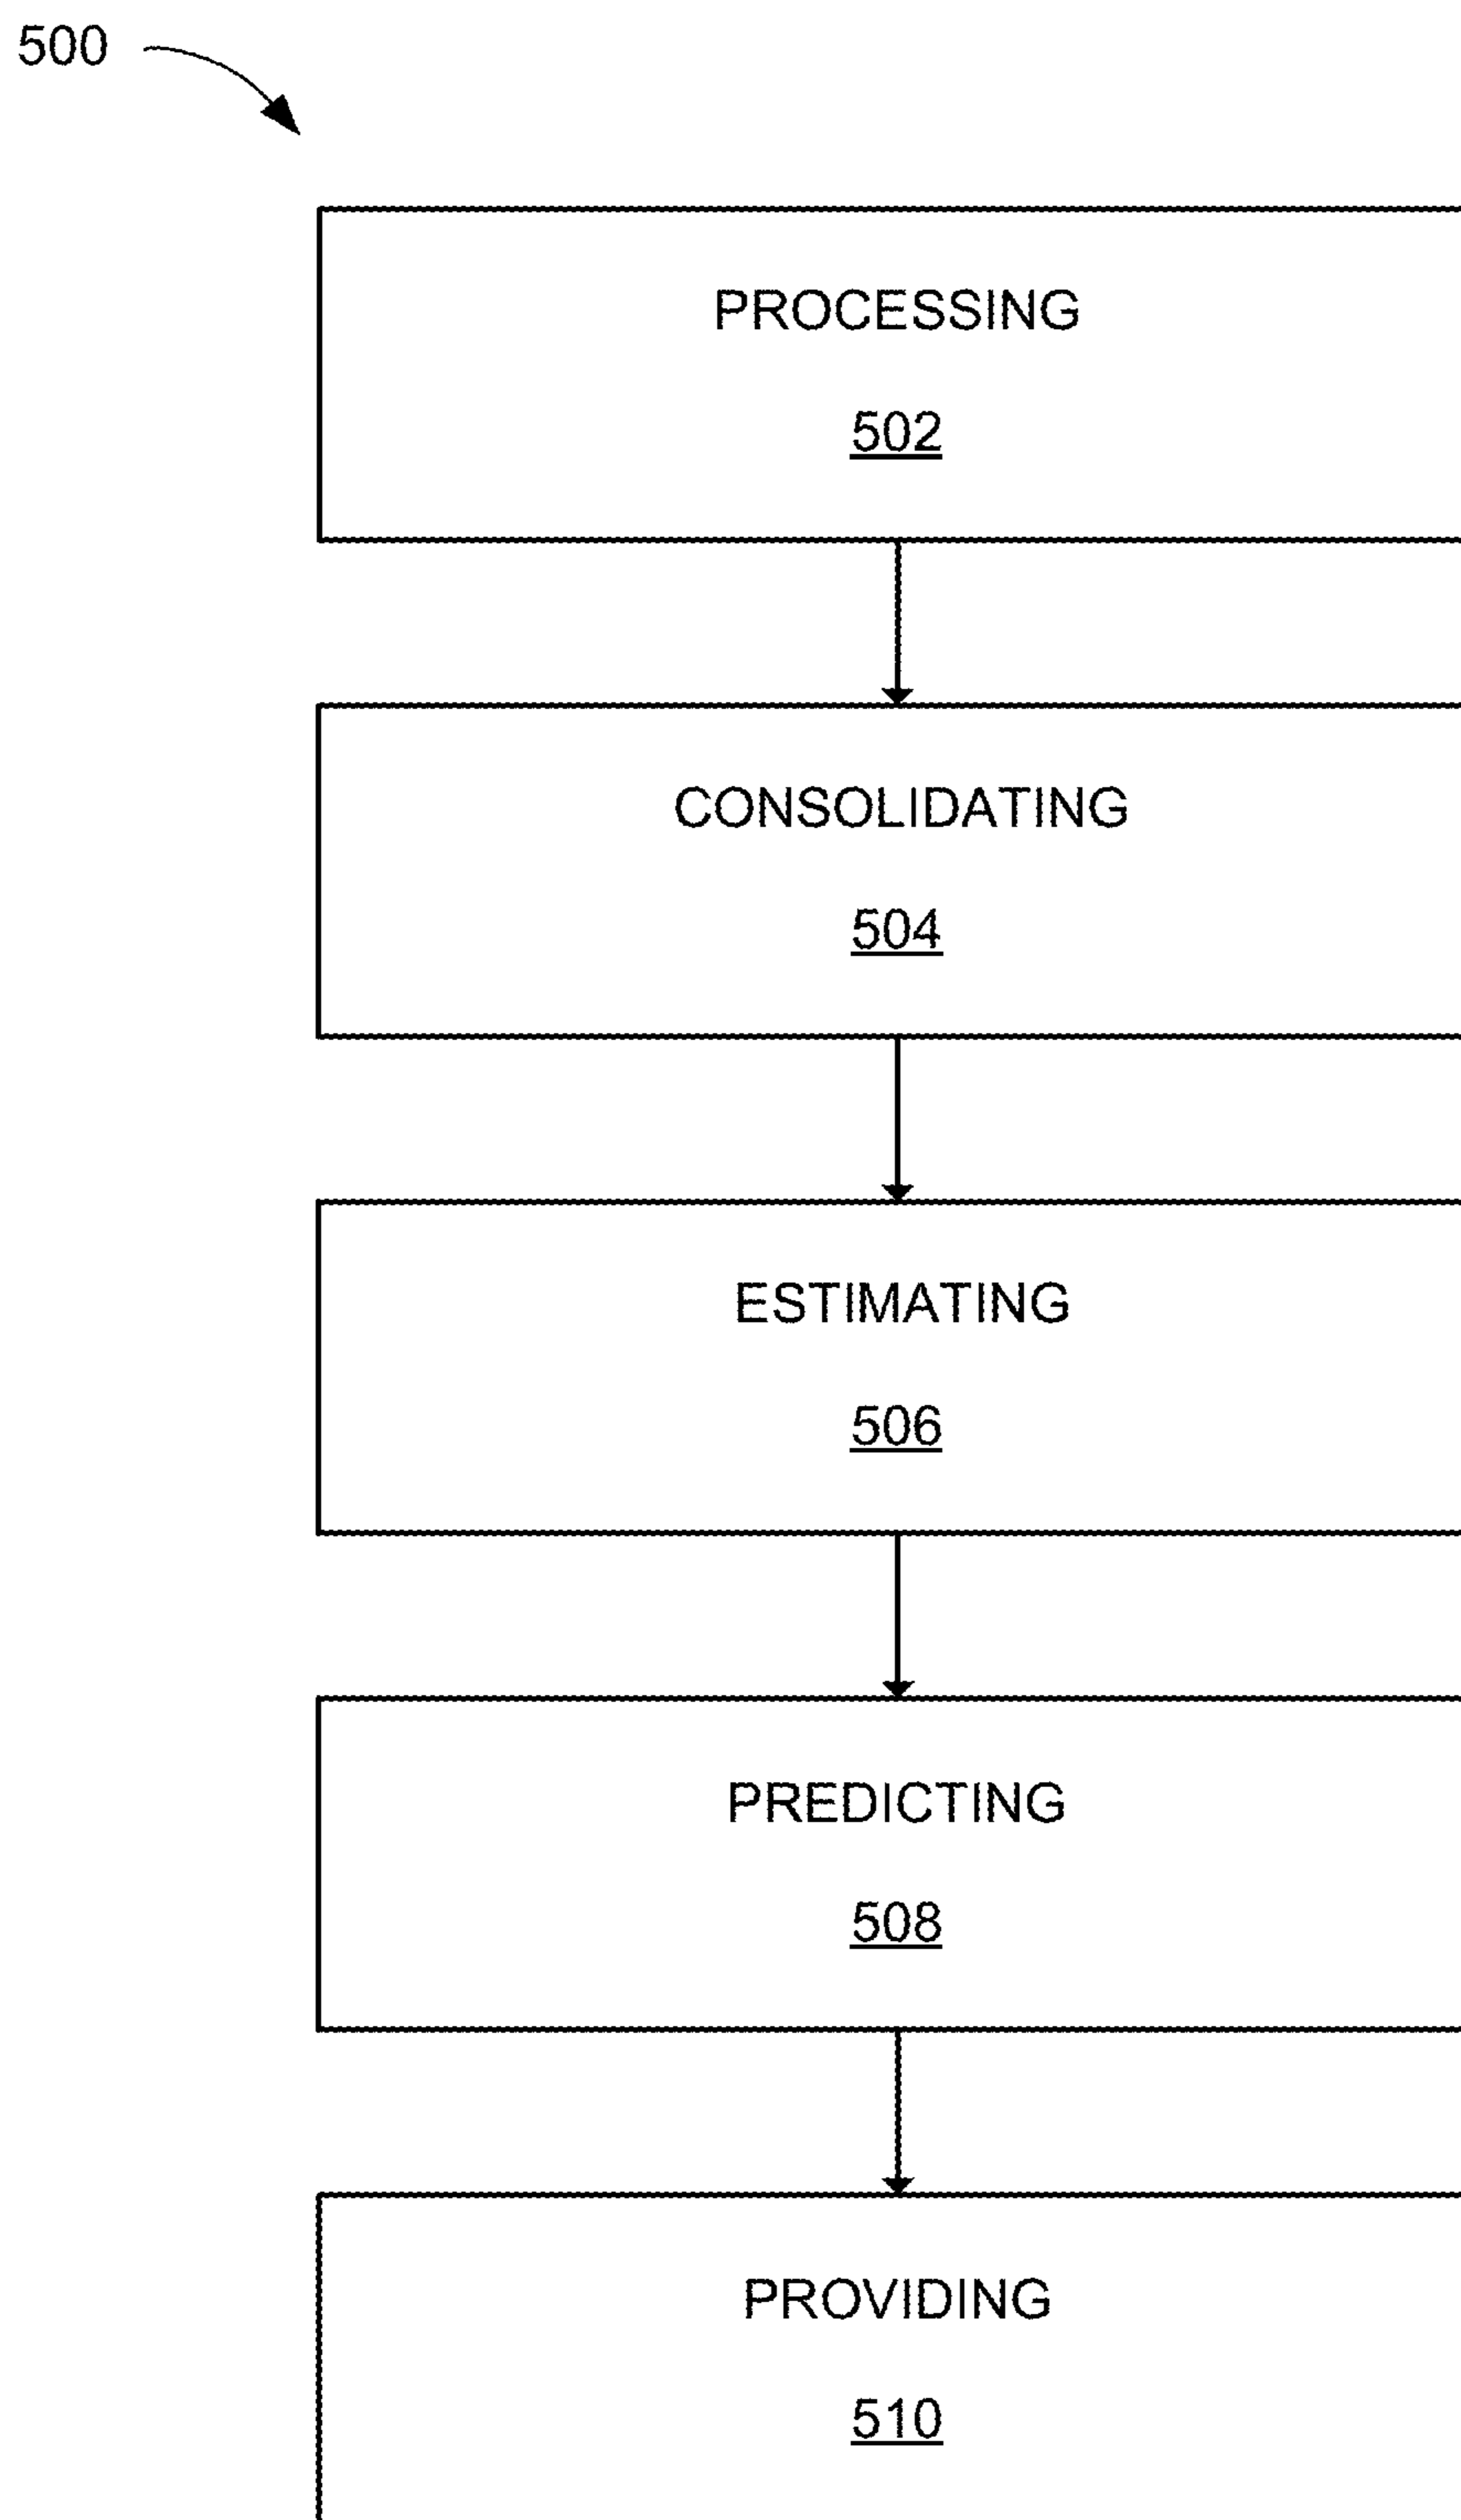 500
PROCESSING
502
CONSOLIDATING
504
ESTIMATING
506
PREDICTING
508
PROVIDING
510